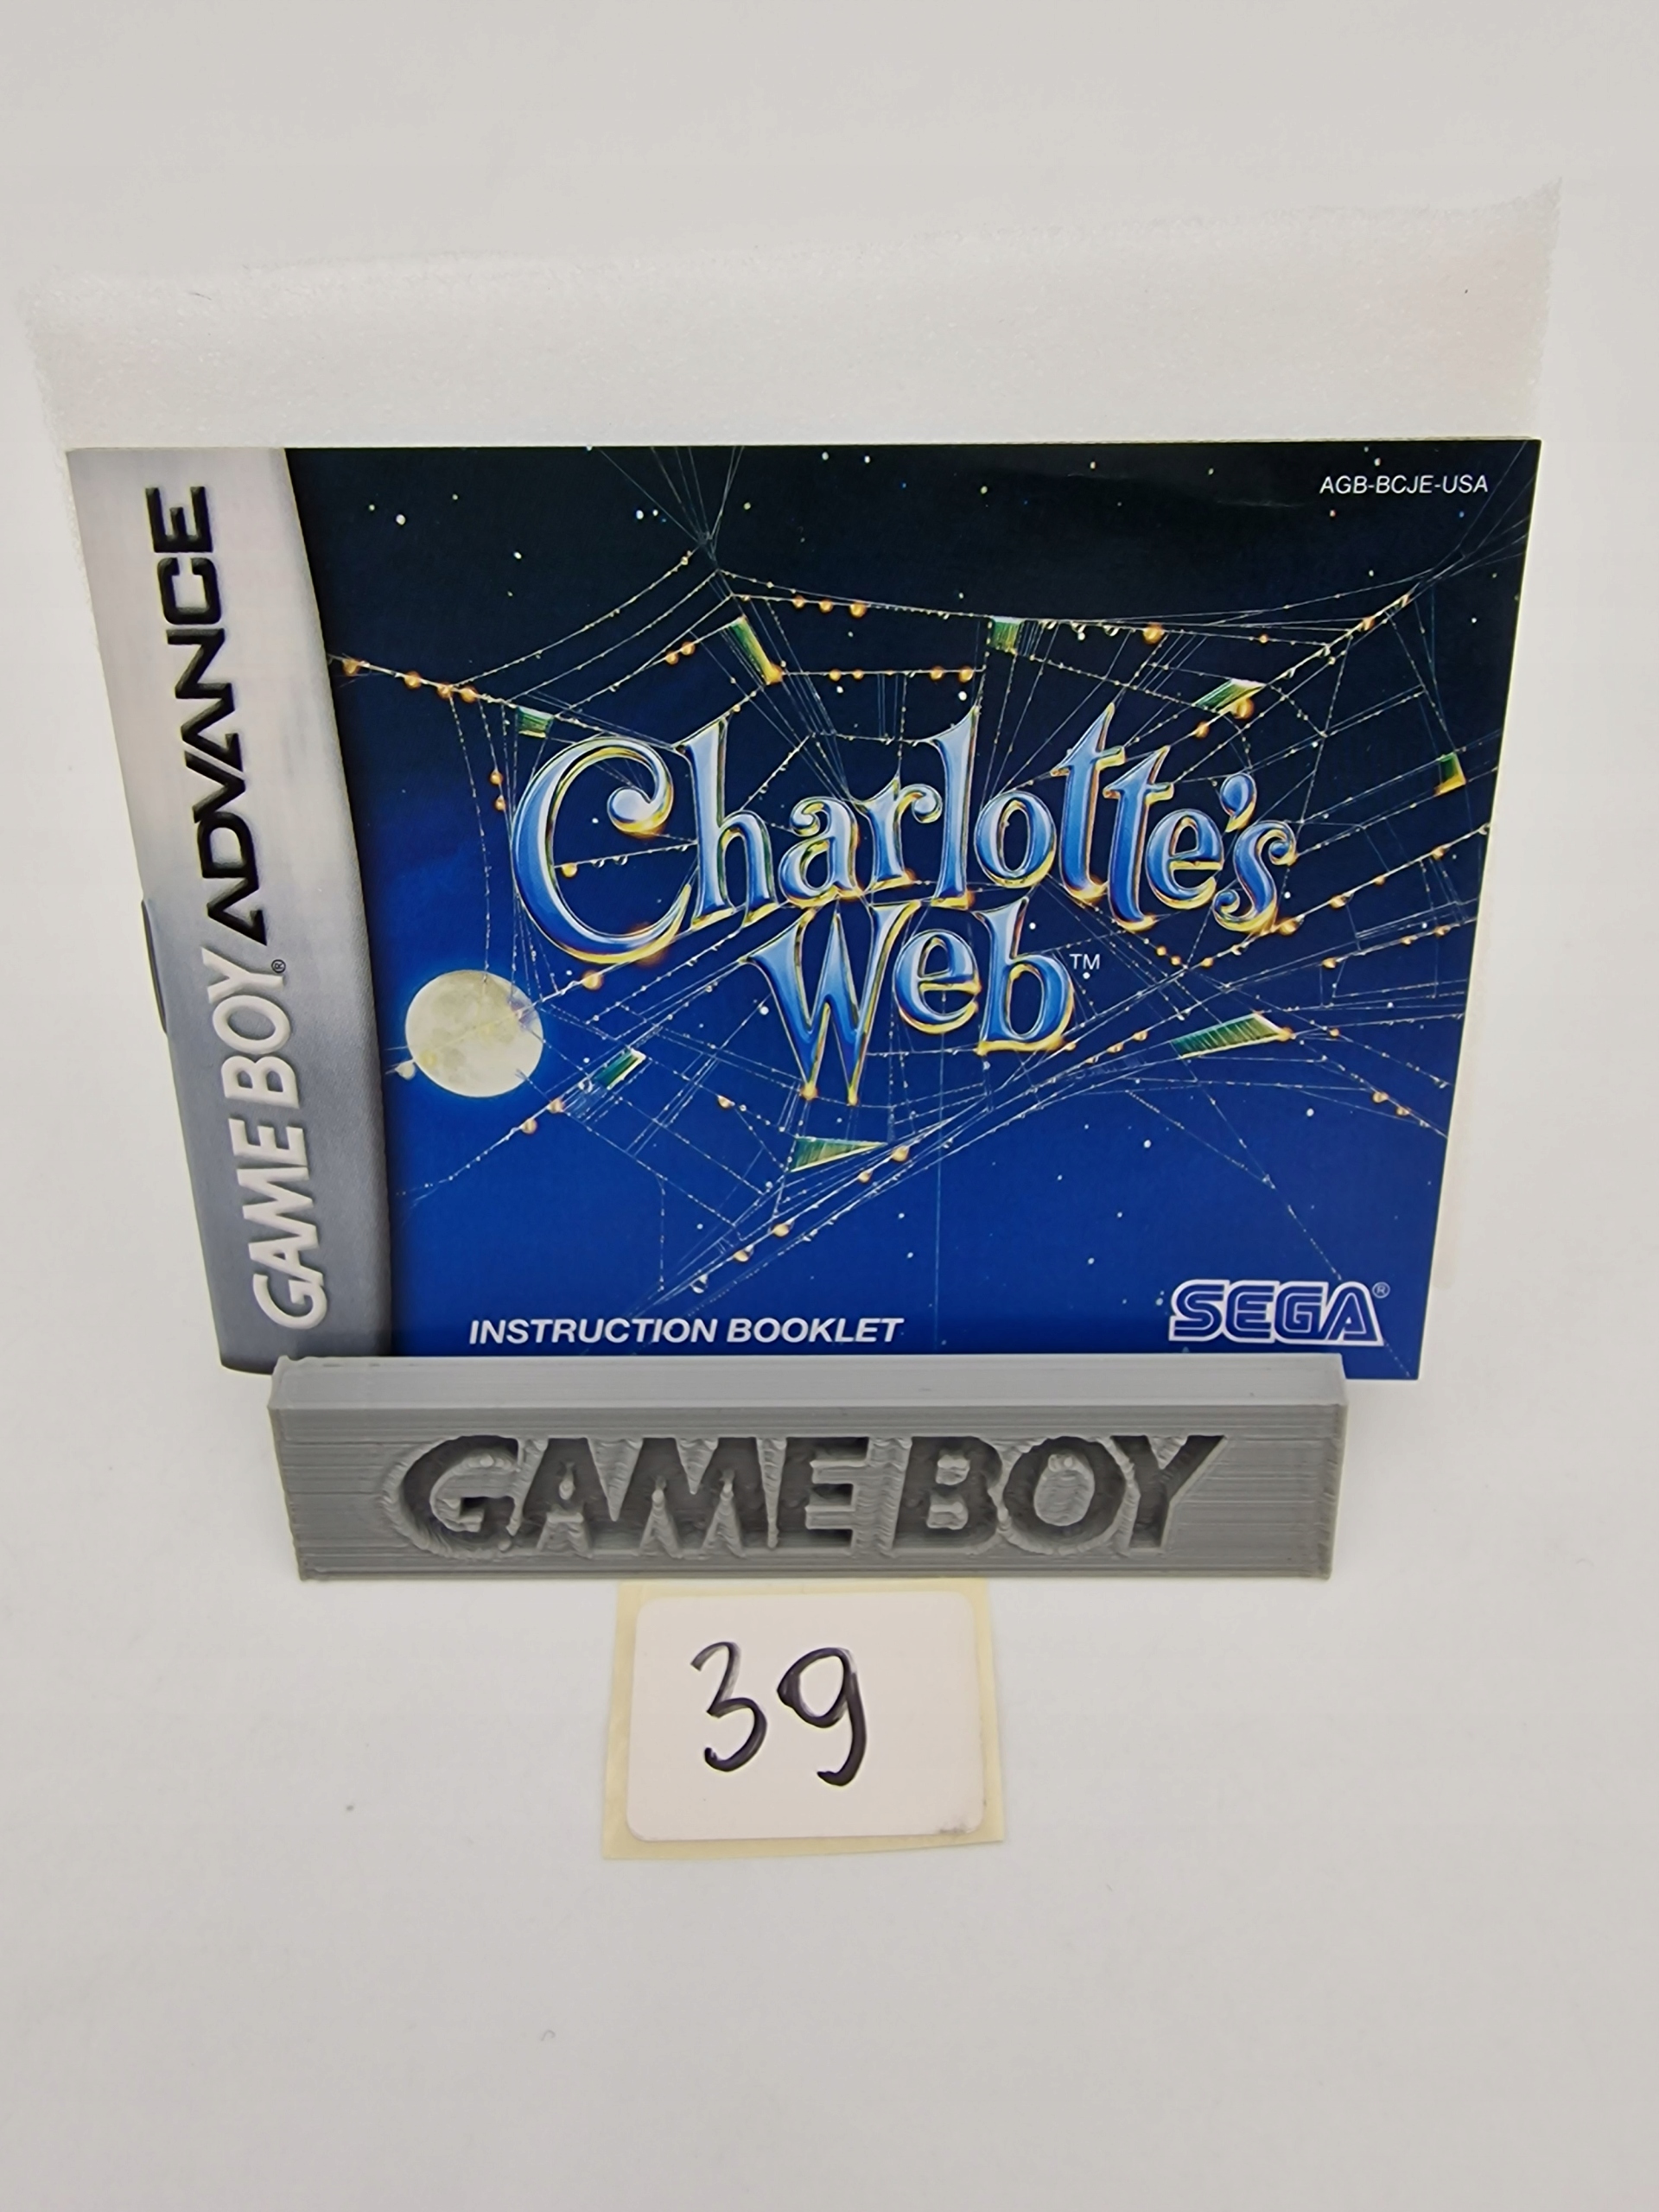 GAME BOY® ADVANCE
AGB-BCJE-USA
Charlotte's
Web™
INSTRUCTION BOOKLET
SEGA®
GAME BOY
39